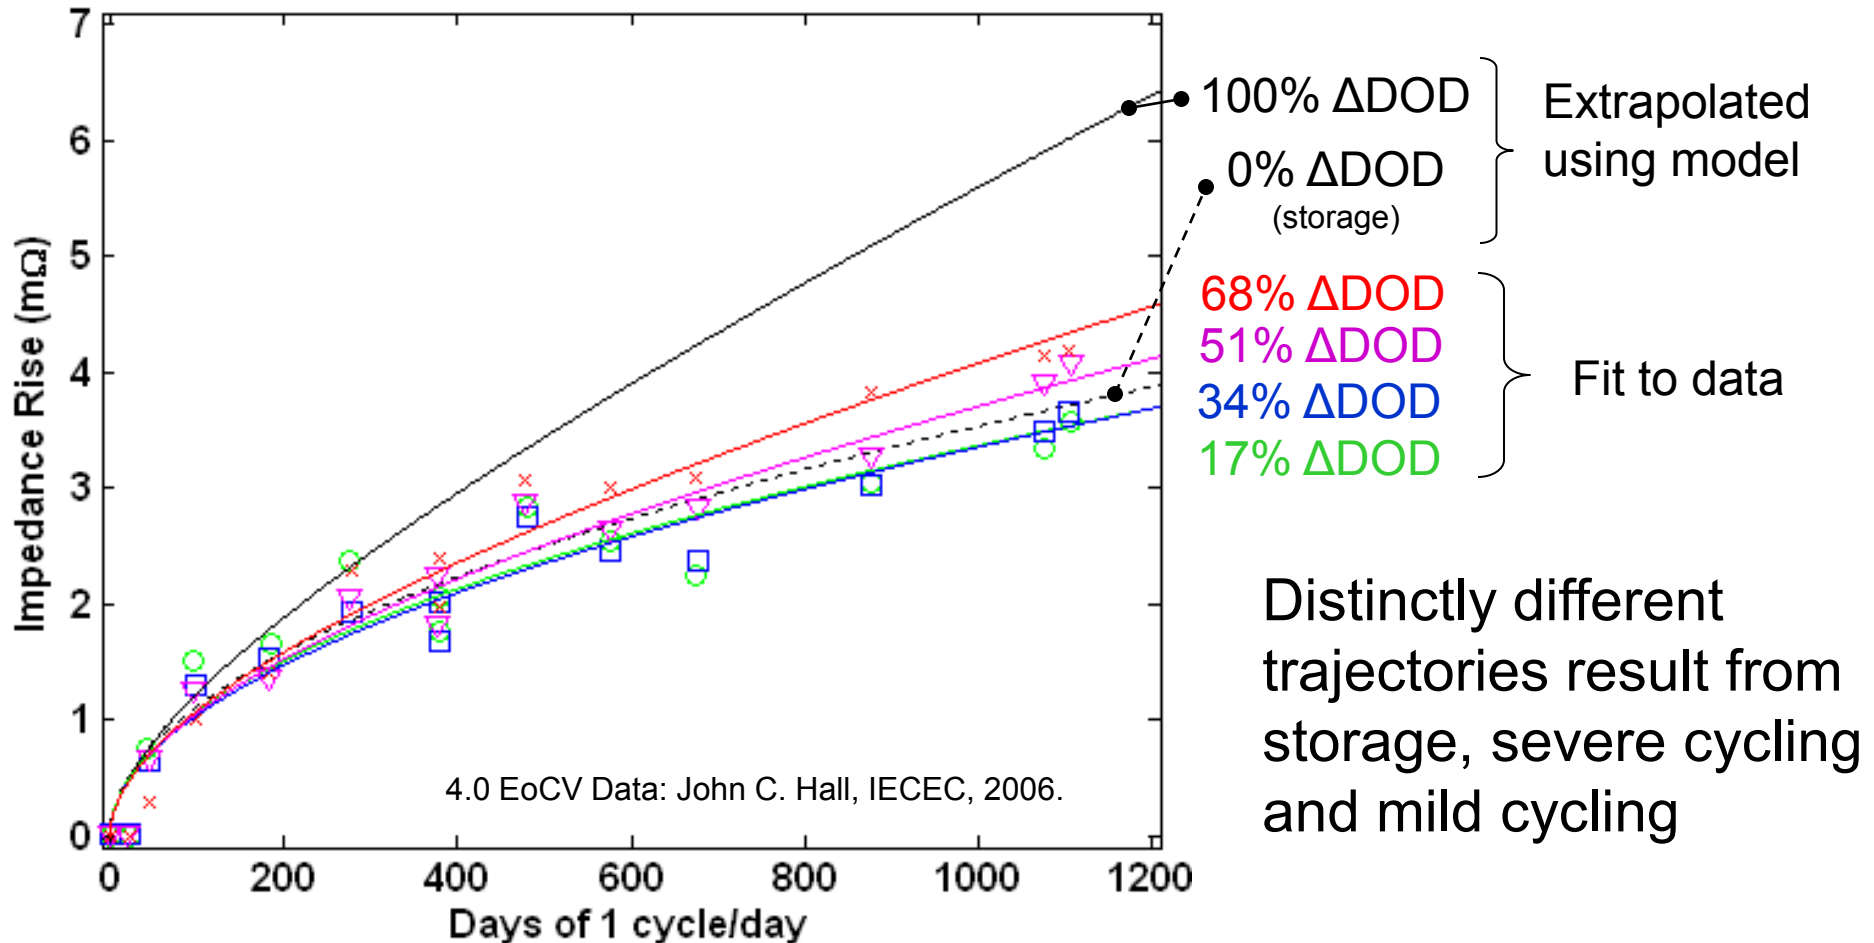 7
6
5
4
3
2
1
0
Impedance Rise (mΩ)
0 200 400 600 800 1000 1200
Days of 1 cycle/day
4.0 EoCV Data: John C. Hall, IECEC, 2006.
100% ΔDOD
0% ΔDOD
(storage)
Extrapolated
using model
68% ΔDOD
51% ΔDOD
34% ΔDOD
17% ΔDOD
Fit to data
Distinctly different
trajectories result from
storage, severe cycling
and mild cycling